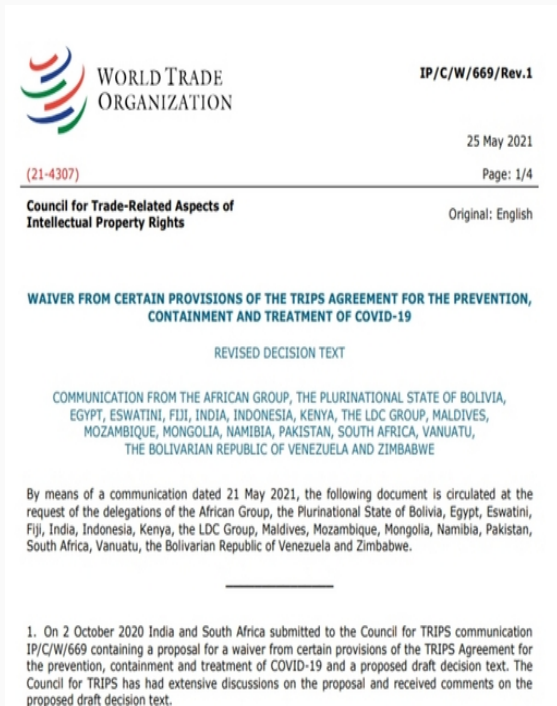 WORLD TRADE
ORGANIZATION
IP/C/W/669/Rev.1
25 May 2021
(21-4307)
Page: 1/4
Council for Trade-Related Aspects of
Intellectual Property Rights
Original: English
WAIVER FROM CERTAIN PROVISIONS OF THE TRIPS AGREEMENT FOR THE PREVENTION,
CONTAINMENT AND TREATMENT OF COVID-19
REVISED DECISION TEXT
COMMUNICATION FROM THE AFRICAN GROUP, THE PLURINATIONAL STATE OF BOLIVIA,
EGYPT, ESWATINI, FIJI, INDIA, INDONESIA, KENYA, THE LDC GROUP, MALDIVES,
MOZAMBIQUE, MONGOLIA, NAMIBIA, PAKISTAN, SOUTH AFRICA, VANUATU,
THE BOLIVARIAN REPUBLIC OF VENEZUELA AND ZIMBABWE
By means of a communication dated 21 May 2021, the following document is circulated at the
request of the delegations of the African Group, the Plurinational State of Bolivia, Egypt, Eswatini,
Fiji, India, Indonesia, Kenya, the LDC Group, Maldives, Mozambique, Mongolia, Namibia, Pakistan,
South Africa, Vanuatu, the Bolivarian Republic of Venezuela and Zimbabwe.
1. On 2 October 2020 India and South Africa submitted to the Council for TRIPS communication
IP/C/W/669 containing a proposal for a waiver from certain provisions of the TRIPS Agreement for
the prevention, containment and treatment of COVID-19 and a proposed draft decision text. The
Council for TRIPS has had extensive discussions on the proposal and received comments on the
proposed draft decision text.